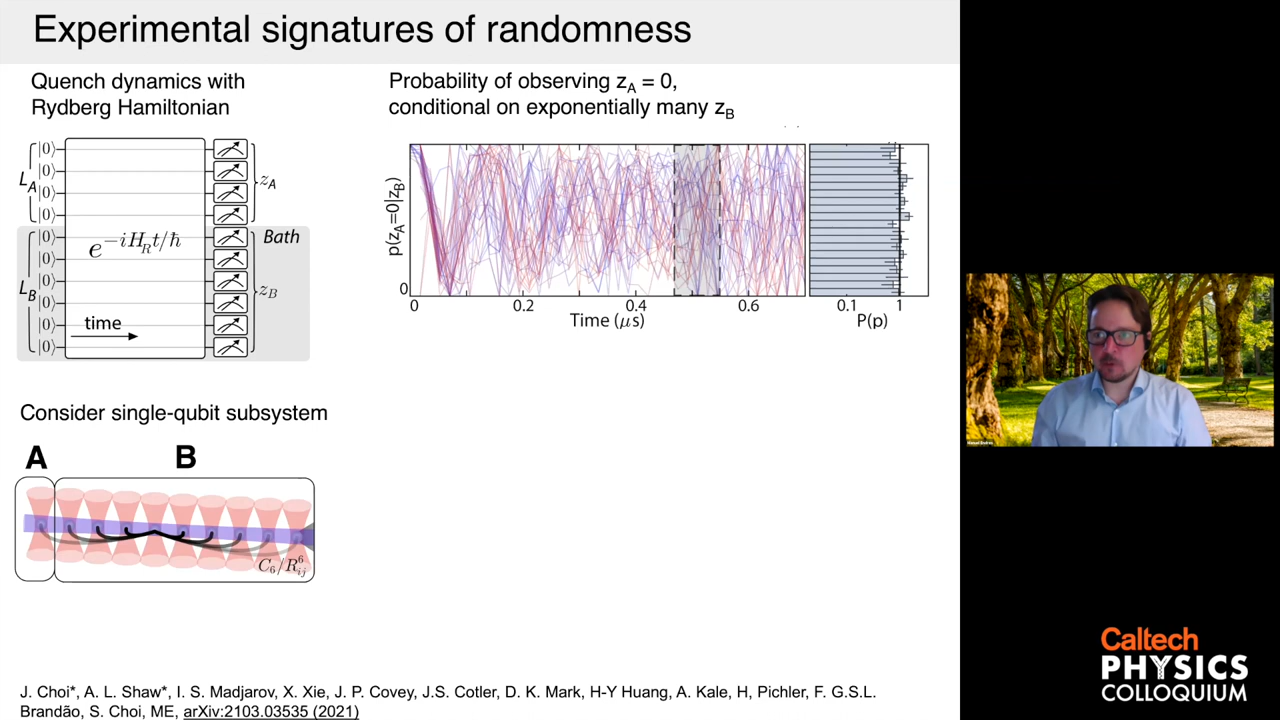 Experimental signatures of randomness
Quench dynamics with
Rydberg Hamiltonian
L_A
|0⟩
|0⟩
|0⟩
|0⟩
z_A
L_B
|0⟩
|0⟩
|0⟩
|0⟩
|0⟩
|0⟩
e^{-iH_R t/ħ}
time
Bath
z_B
Probability of observing z_A = 0,
conditional on exponentially many z_B
p(z_A=0|z_B)
0
0 0.2 0.4 0.6
Time (μs)
0.1 1
P(p)
Consider single-qubit subsystem
A B
C_6/R_{ij}^6
J. Choi*, A. L. Shaw*, I. S. Madjarov, X. Xie, J. P. Covey, J.S. Cotler, D. K. Mark, H-Y Huang, A. Kale, H, Pichler, F. G.S.L.
Brandão, S. Choi, ME, arXiv:2103.03535 (2021)
Caltech
PHYSICS
COLLOQUIUM